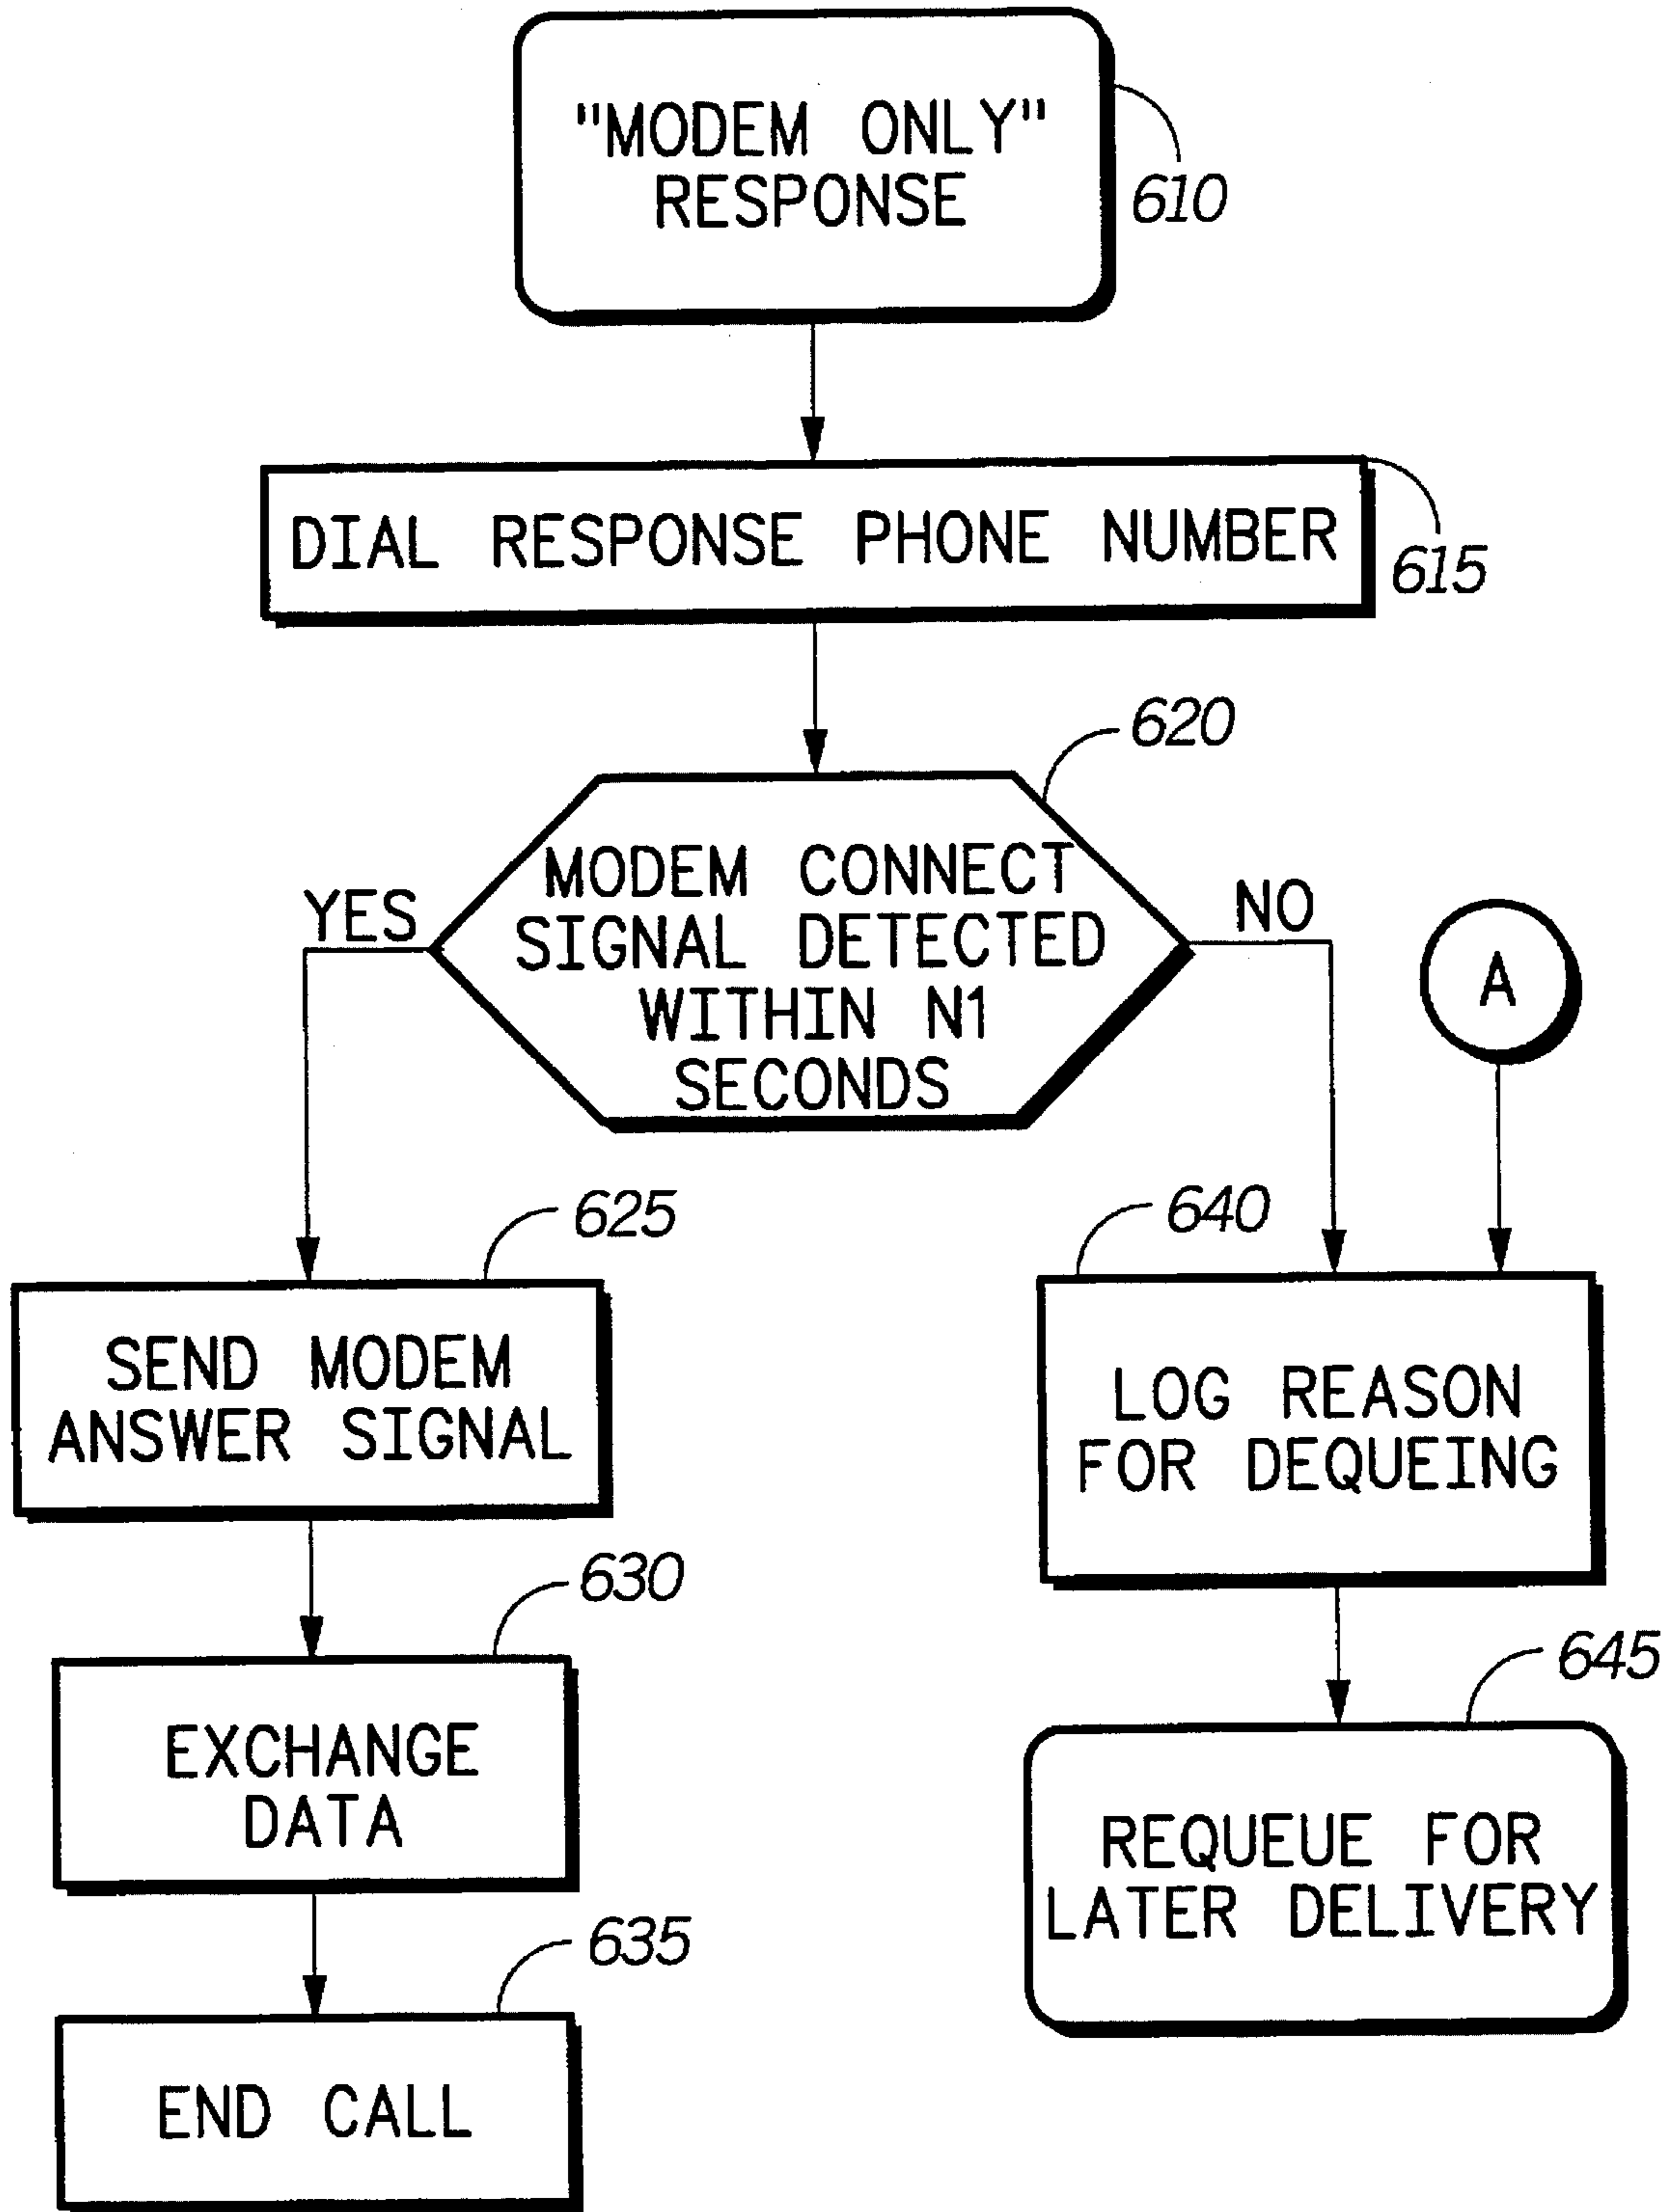 "MODEM ONLY"
RESPONSE
610
DIAL RESPONSE PHONE NUMBER
615
620
MODEM CONNECT
SIGNAL DETECTED
WITHIN N1
SECONDS
YES
NO
A
625
SEND MODEM
ANSWER SIGNAL
640
LOG REASON
FOR DEQUEING
630
EXCHANGE
DATA
645
REQUEUE FOR
LATER DELIVERY
635
END CALL